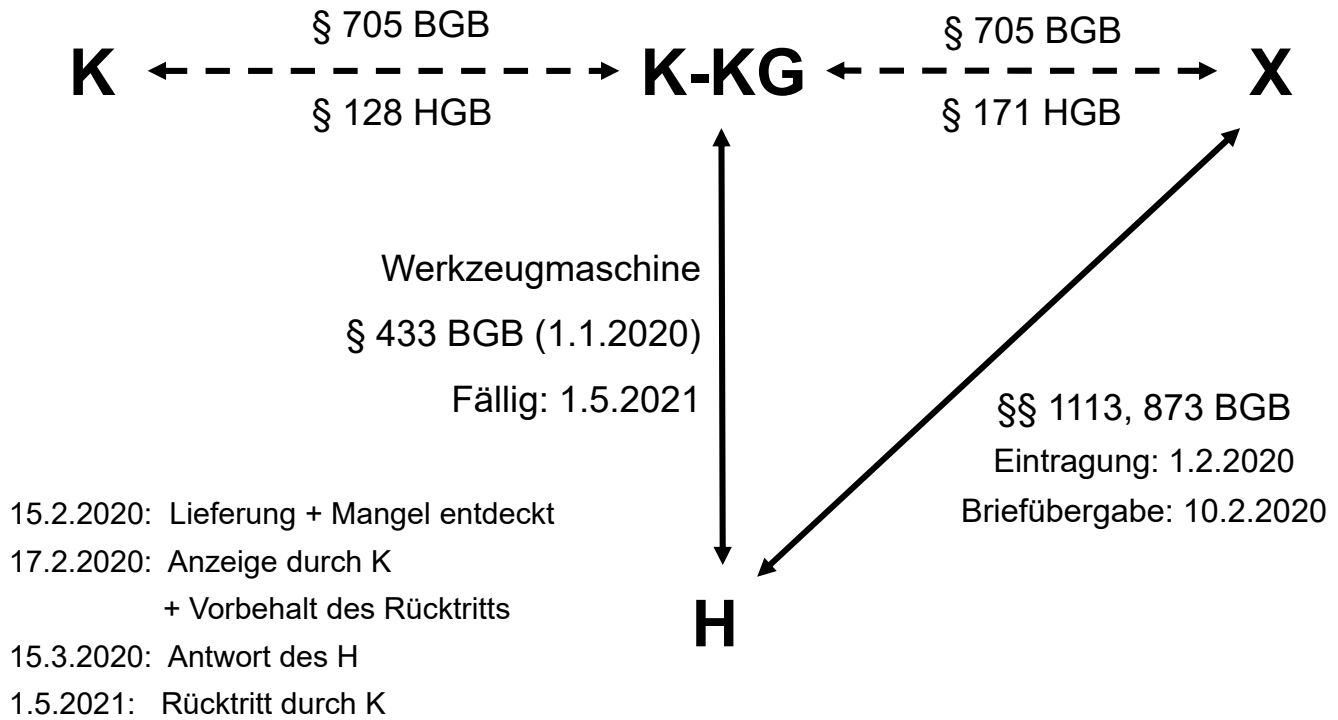 § 705 BGB
§ 705 BGB
K
K-KG
X
§ 128 HGB
§ 171 HGB
Werkzeugmaschine
§ 433 BGB (1.1.2020)
Fällig: 1.5.2021
§§ 1113, 873 BGB
Eintragung: 1.2.2020
Briefübergabe: 10.2.2020
15.2.2020: Lieferung + Mangel entdeckt
17.2.2020: Anzeige durch K
+ Vorbehalt des Rücktritts
15.3.2020: Antwort des H
1.5.2021: Rücktritt durch K
H